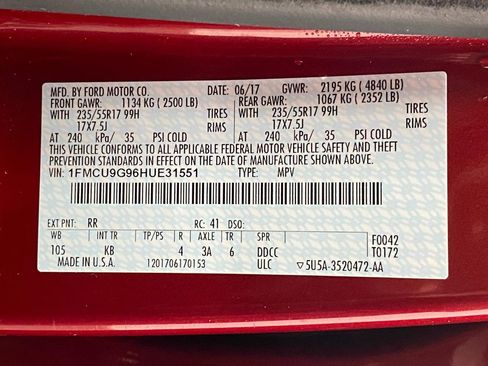 MFD. BY FORD MOTOR CO. 06/17 GVWR: 2195 KG ( 4840 LB)
FRONT GAWR: 1134 KG ( 2500 LB) REAR GAWR: 1067 KG ( 2352 LB)
WITH 235/55R17 99H TIRES WITH 235/55R17 99H TIRES
17X7.5J RIMS 17X7.5J RIMS
AT 240 kPa/ 35 PSI COLD AT 240 kPa/ 35 PSI COLD
THIS VEHICLE CONFORMS TO ALL APPLICABLE FEDERAL MOTOR VEHICLE SAFETY AND THEFT
PREVENTION STANDARDS IN EFFECT ON THE DATE OF MANUFACTURE SHOWN ABOVE.
VIN: 1FMCU9G96HUE31551 TYPE: MPV
EXT PNT: RR RC: 41 DSO:
WB INT TR TP/PS R AXLE TR SPR F0042
105 KB 4 3A 6 DDCC T0172
MADE IN U.S.A. 1201706170153 ULC ▽5U5A-3520472-AA